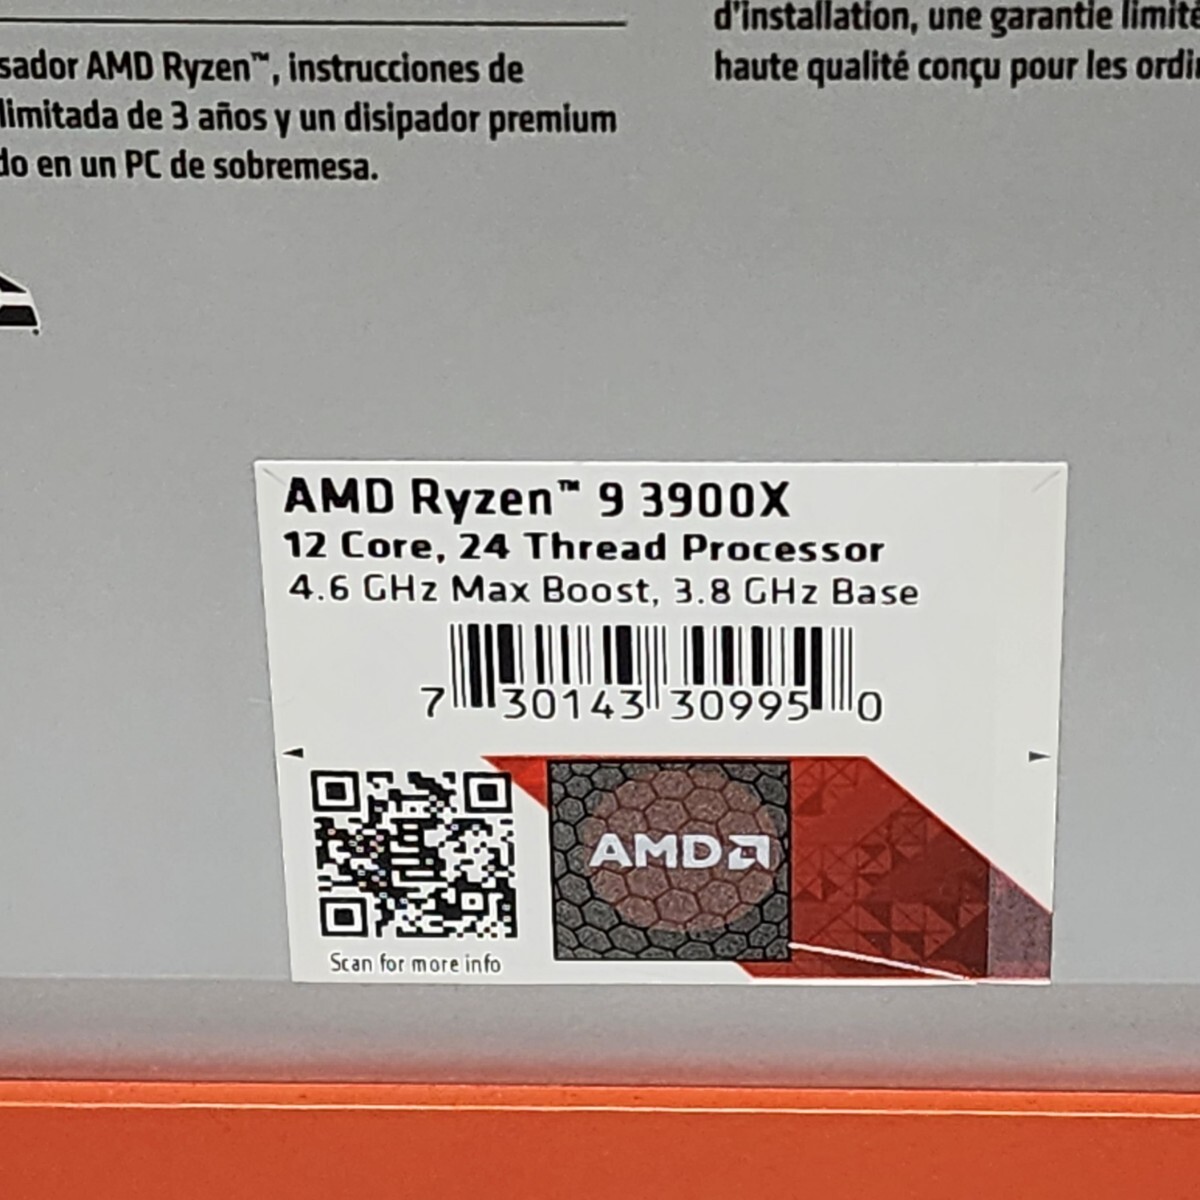 sador AMD Ryzen™, instrucciones de
limitada de 3 años y un disipador premium
do en un PC de sobremesa.
d'installation, une garantie limité
haute qualité conçu pour les ordi
AMD Ryzen™ 9 3900X
12 Core, 24 Thread Processor
4.6 GHz Max Boost, 3.8 GHz Base
7 30143 30995 0
AMD
Scan for more info